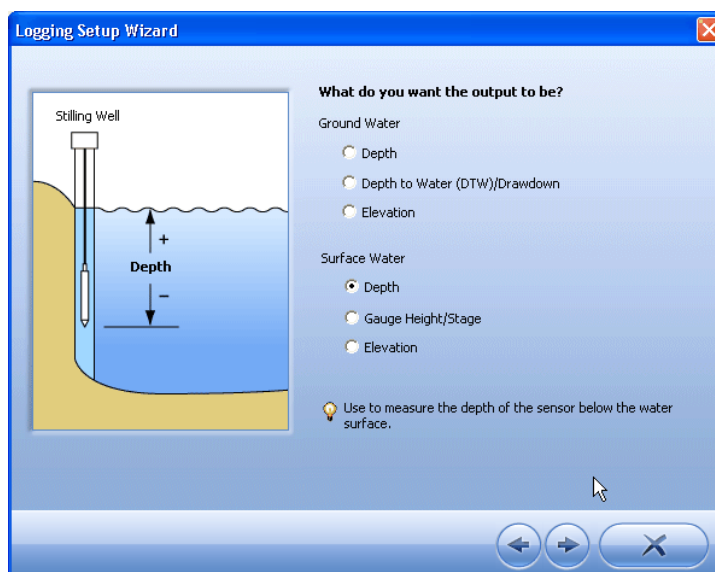 Logging Setup Wizard
Stilling Well
+
Depth
−
What do you want the output to be?
Ground Water
Depth
Depth to Water (DTW)/Drawdown
Elevation
Surface Water
Depth
Gauge Height/Stage
Elevation
Use to measure the depth of the sensor below the water
surface.